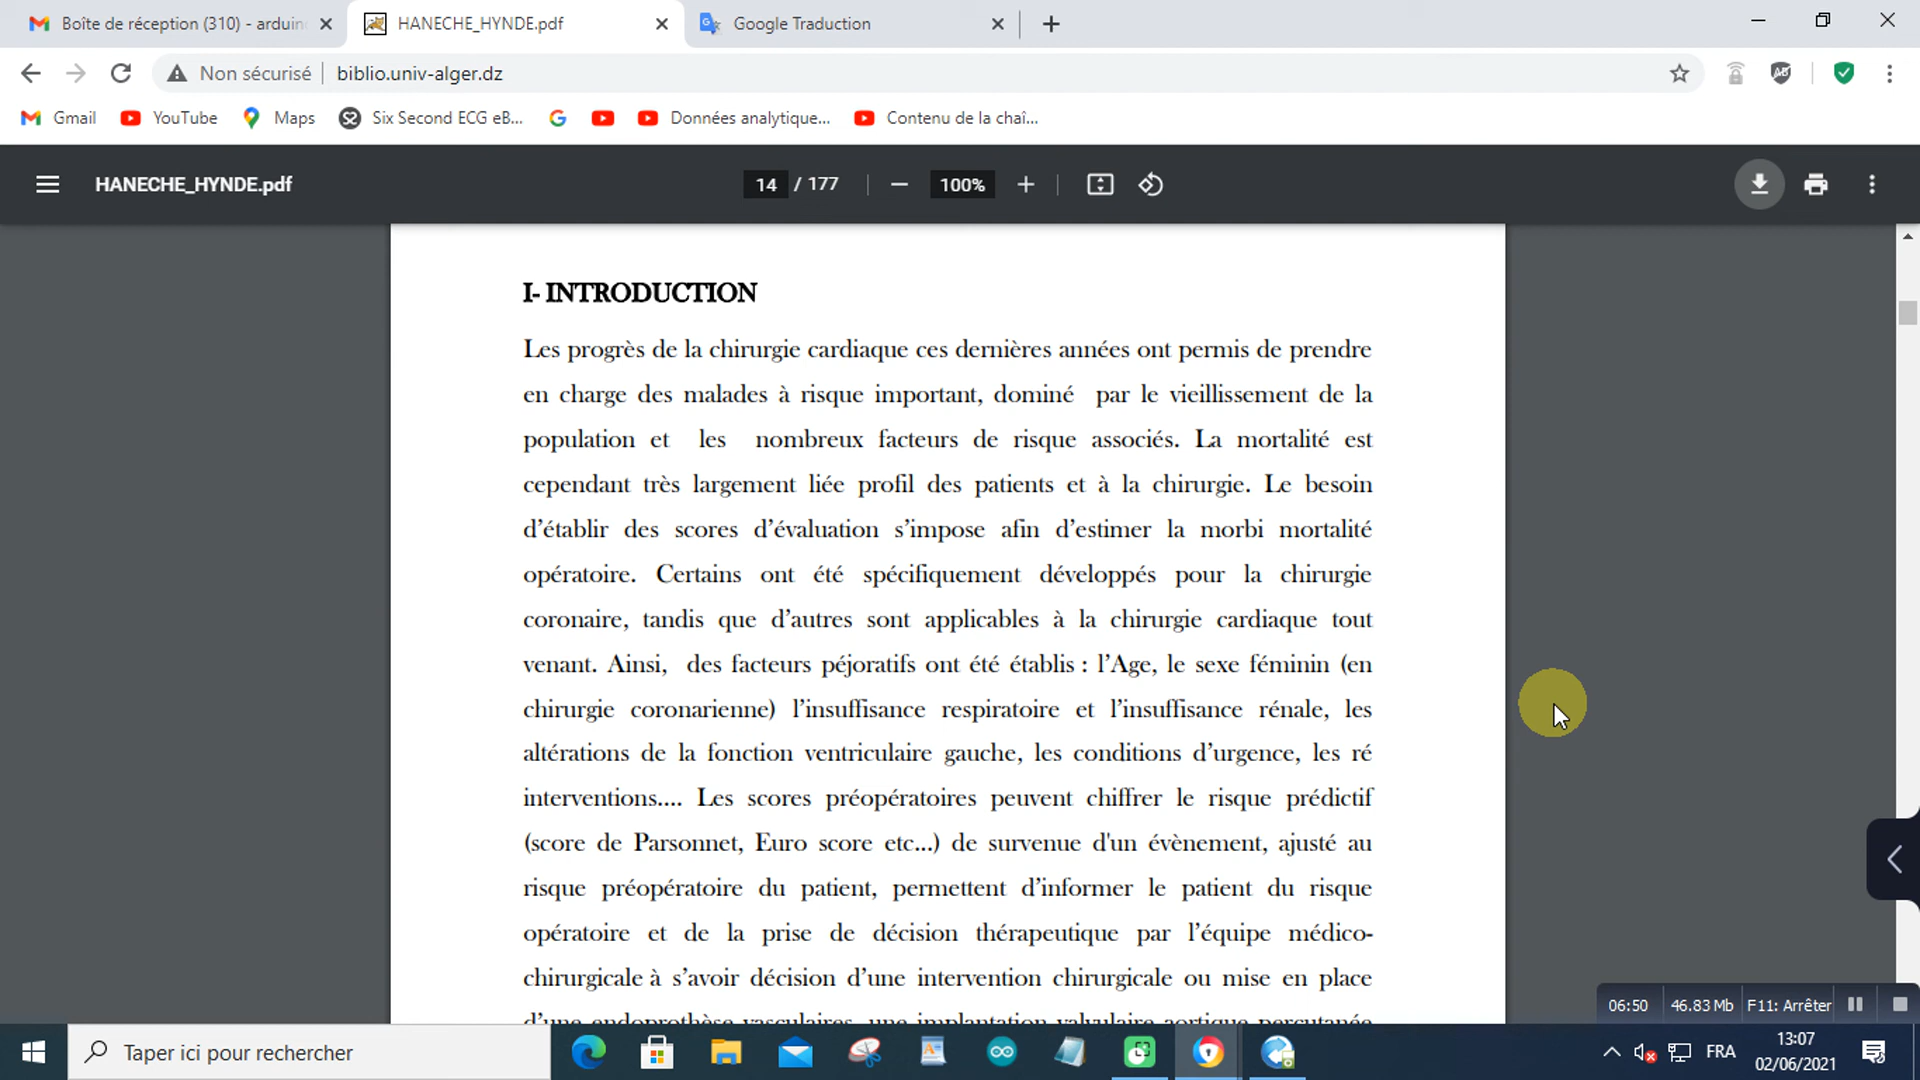 Boîte de réception (310) - arduin
HANECHE_HYNDE.pdf
Google Traduction
Non sécurisé
biblio.univ-alger.dz
Gmail
YouTube
Maps
Six Second ECG eB...
Données analytique...
Contenu de la chaî...
HANECHE_HYNDE.pdf
14 / 177
100%
I- INTRODUCTION
Les progrès de la chirurgie cardiaque ces dernières années ont permis de prendre
en charge des malades à risque important, dominé par le vieillissement de la
population et les nombreux facteurs de risque associés. La mortalité est
cependant très largement liée profil des patients et à la chirurgie. Le besoin
d’établir des scores d’évaluation s’impose afin d’estimer la morbi mortalité
opératoire. Certains ont été spécifiquement développés pour la chirurgie
coronaire, tandis que d’autres sont applicables à la chirurgie cardiaque tout
venant. Ainsi, des facteurs péjoratifs ont été établis : l’Age, le sexe féminin (en
chirurgie coronarienne) l’insuffisance respiratoire et l’insuffisance rénale, les
altérations de la fonction ventriculaire gauche, les conditions d’urgence, les ré
interventions.... Les scores préopératoires peuvent chiffrer le risque prédictif
(score de Parsonnet, Euro score etc...) de survenue d'un évènement, ajusté au
risque préopératoire du patient, permettent d’informer le patient du risque
opératoire et de la prise de décision thérapeutique par l’équipe médico-
chirurgicale à s’avoir décision d’une intervention chirurgicale ou mise en place
d’une endoprothèse vasculaires, une implantation valvulaire aortique percutanée
06:50
46.83 Mb
F11: Arrêter
Taper ici pour rechercher
FRA
13:07
02/06/2021